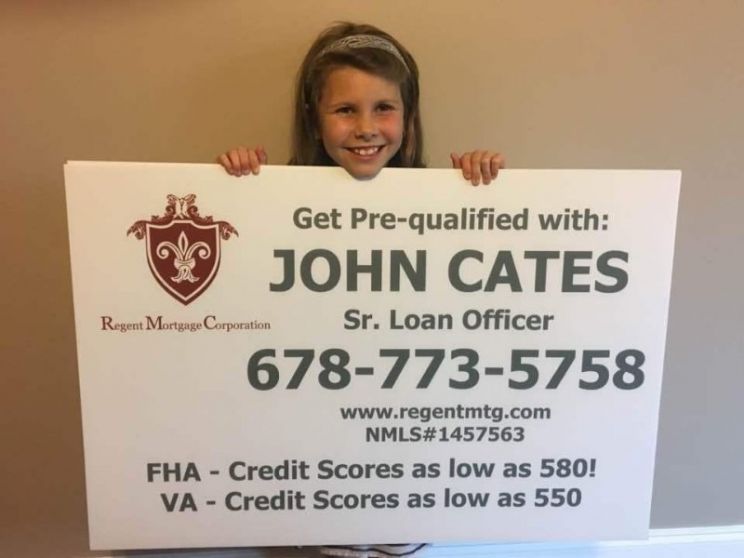 Get Pre-qualified with:
JOHN CATES
Regent Mortgage Corporation
Sr. Loan Officer
678-773-5758
www.regentmtg.com
NMLS#1457563
FHA - Credit Scores as low as 580!
VA - Credit Scores as low as 550